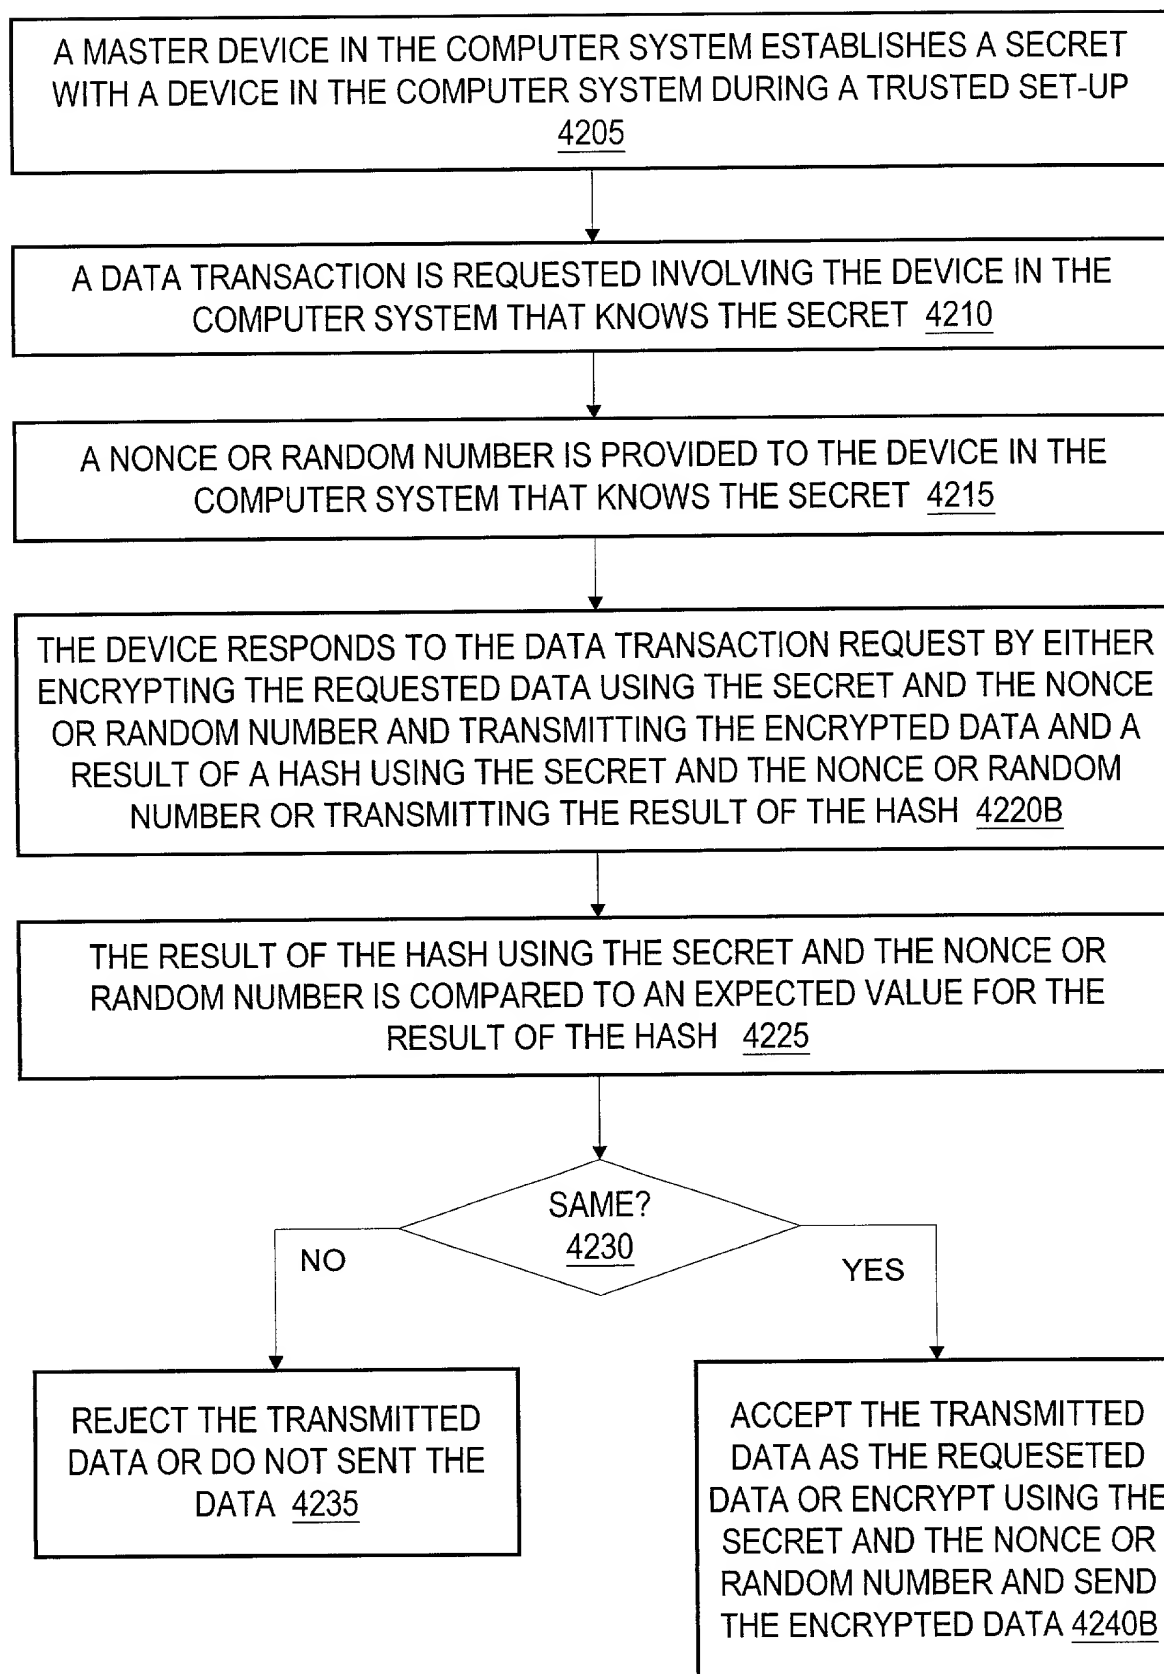 A MASTER DEVICE IN THE COMPUTER SYSTEM ESTABLISHES A SECRET
WITH A DEVICE IN THE COMPUTER SYSTEM DURING A TRUSTED SET-UP
4205
A DATA TRANSACTION IS REQUESTED INVOLVING THE DEVICE IN THE
COMPUTER SYSTEM THAT KNOWS THE SECRET 4210
A NONCE OR RANDOM NUMBER IS PROVIDED TO THE DEVICE IN THE
COMPUTER SYSTEM THAT KNOWS THE SECRET 4215
THE DEVICE RESPONDS TO THE DATA TRANSACTION REQUEST BY EITHER
ENCRYPTING THE REQUESTED DATA USING THE SECRET AND THE NONCE
OR RANDOM NUMBER AND TRANSMITTING THE ENCRYPTED DATA AND A
RESULT OF A HASH USING THE SECRET AND THE NONCE OR RANDOM
NUMBER OR TRANSMITTING THE RESULT OF THE HASH 4220B
THE RESULT OF THE HASH USING THE SECRET AND THE NONCE OR
RANDOM NUMBER IS COMPARED TO AN EXPECTED VALUE FOR THE
RESULT OF THE HASH 4225
SAME?
4230
NO
YES
REJECT THE TRANSMITTED
DATA OR DO NOT SENT THE
DATA 4235
ACCEPT THE TRANSMITTED
DATA AS THE REQUESETED
DATA OR ENCRYPT USING THE
SECRET AND THE NONCE OR
RANDOM NUMBER AND SEND
THE ENCRYPTED DATA 4240B